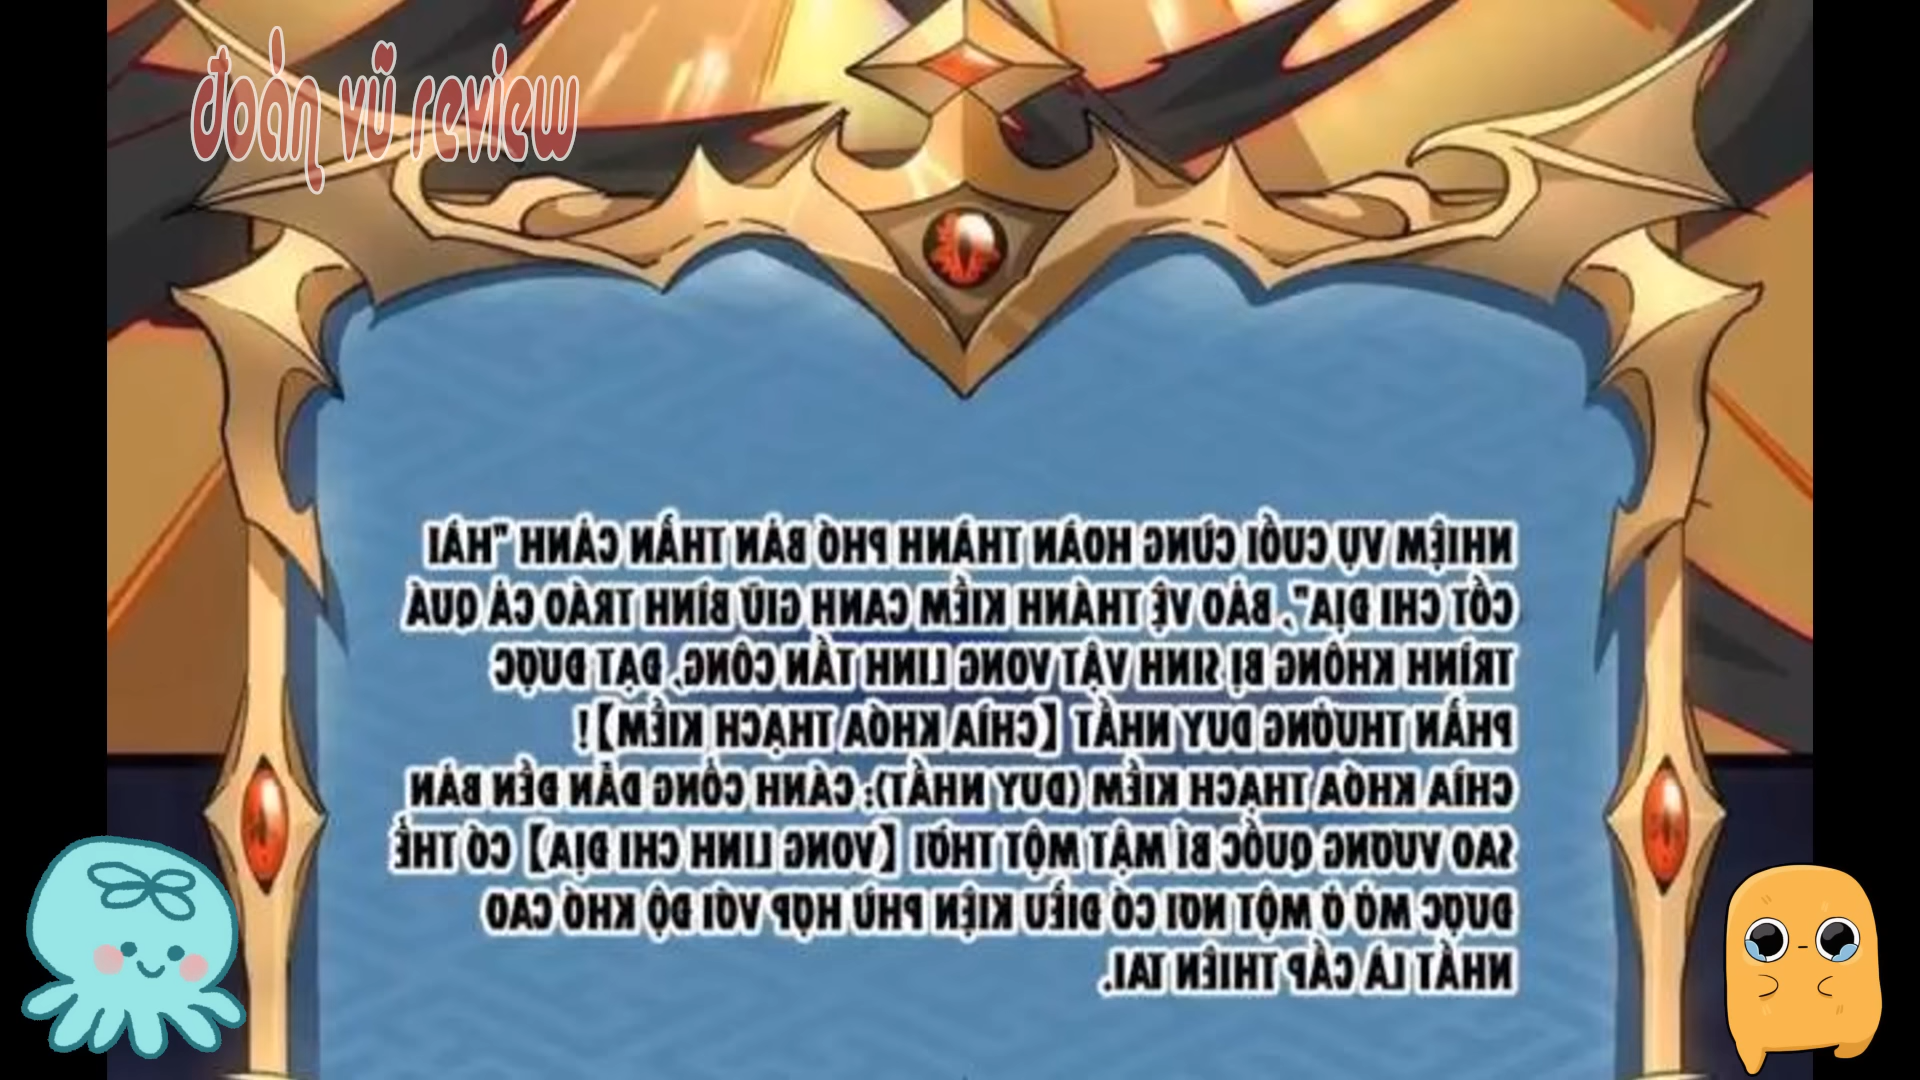 đoán vũ review
NHIỆM VỤ CUỐI CÙNG HOÀN THÀNH PHÓ BẢN THẦN CẢNH "HÀI
CỐT CHI ĐỊA", BẢO VỆ THÀNH KIẾM CANH GIỮ BÌNH TRÀO CẢ QUÁ
TRÌNH KHÔNG BỊ SINH VẬT VONG LINH TẤN CÔNG, ĐẠT ĐƯỢC
PHẦN THƯỞNG DUY NHẤT【CHÌA KHÓA THẠCH KIẾM】!
CHÌA KHÓA THẠCH KIẾM (DUY NHẤT): CÁNH CỔNG DẪN ĐẾN BẢN
SAO VƯƠNG QUỐC BÍ MẬT MỘT THỜI【VONG LINH CHI ĐỊA】CÓ THỂ
ĐƯỢC MỞ Ở MỘT NƠI CÓ ĐIỀU KIỆN PHÙ HỢP VỚI ĐỘ KHÓ CAO
NHẤT LÀ CẤP THIÊN TAI.